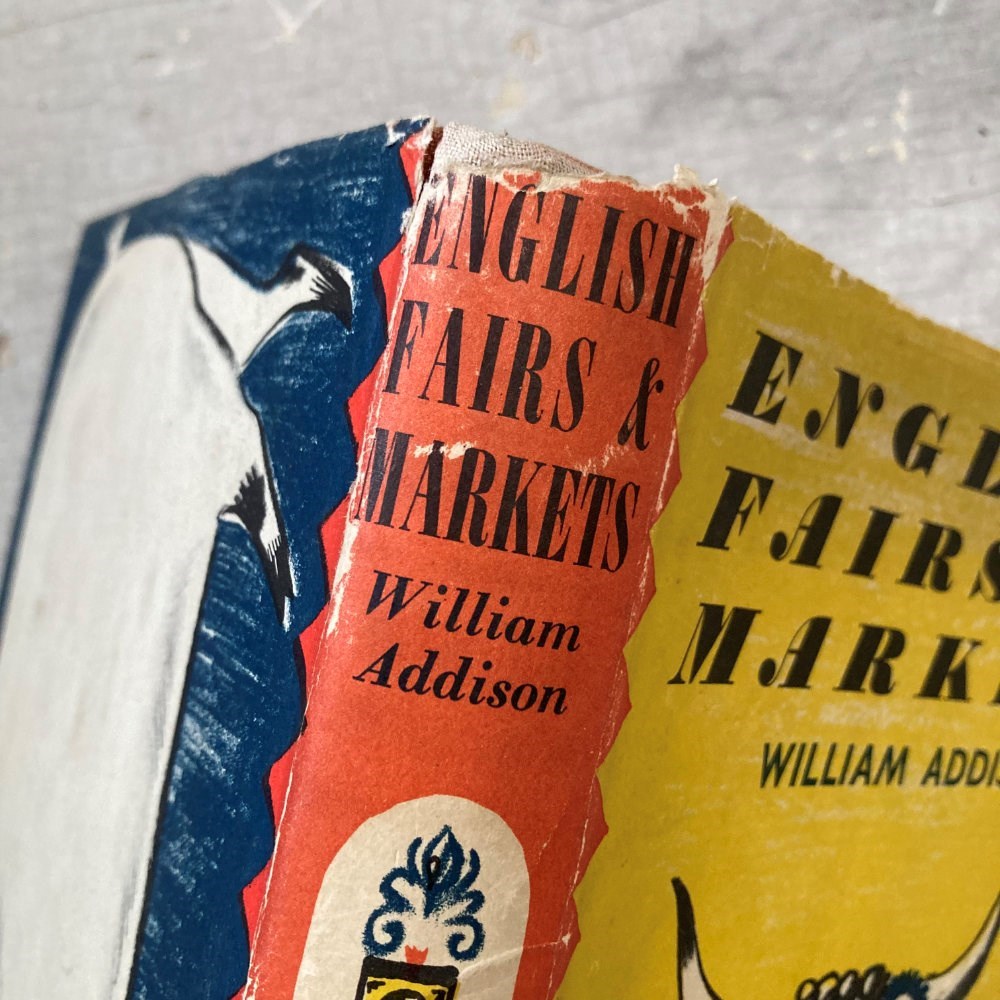 ENGLISH
FAIRS &
MARKETS
William
Addison
ENGL
FAIRS
MARK
WILLIAM ADDIS